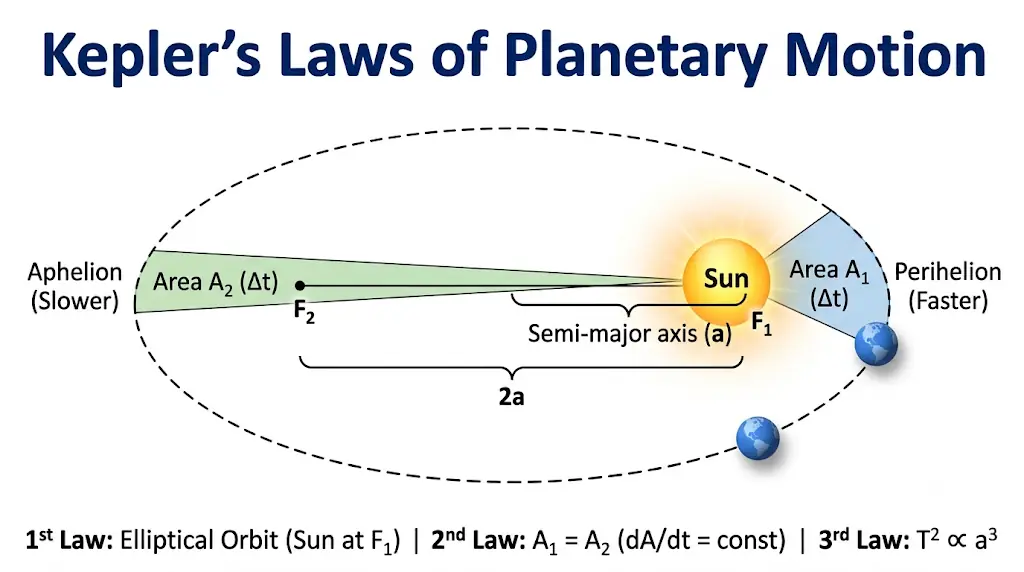 Kepler’s Laws of Planetary Motion
Aphelion
(Slower)
Area A₂ (Δt)
F₂
Sun
F₁
Area A₁
(Δt)
Perihelion
(Faster)
Semi-major axis (a)
2a
1ˢᵗ Law: Elliptical Orbit (Sun at F₁) | 2ⁿᵈ Law: A₁ = A₂ (dA/dt = const) | 3ʳᵈ Law: T² ∝ a³